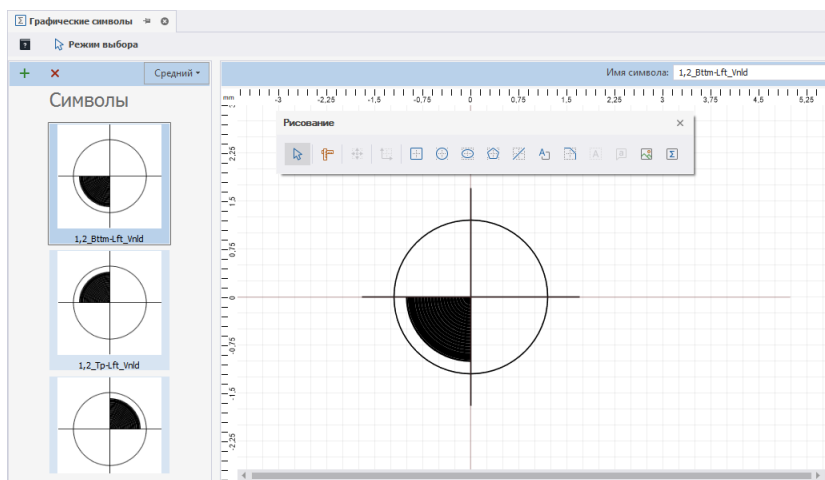 Графические символы
Режим выбора
Средний
Имя символа: 1,2_Bttm-Lft_Vnld
Символы
mm
-3 -2,25 -1,5 -0,75 0 0,75 1,5 2,25 3 3,75 4,5 5,25
Рисование
2,25
1,5
0,75
0
-0,75
-1,5
-2,25
1,2_Bttm-Lft_Vnld
1,2_Tp-Lft_Vnld